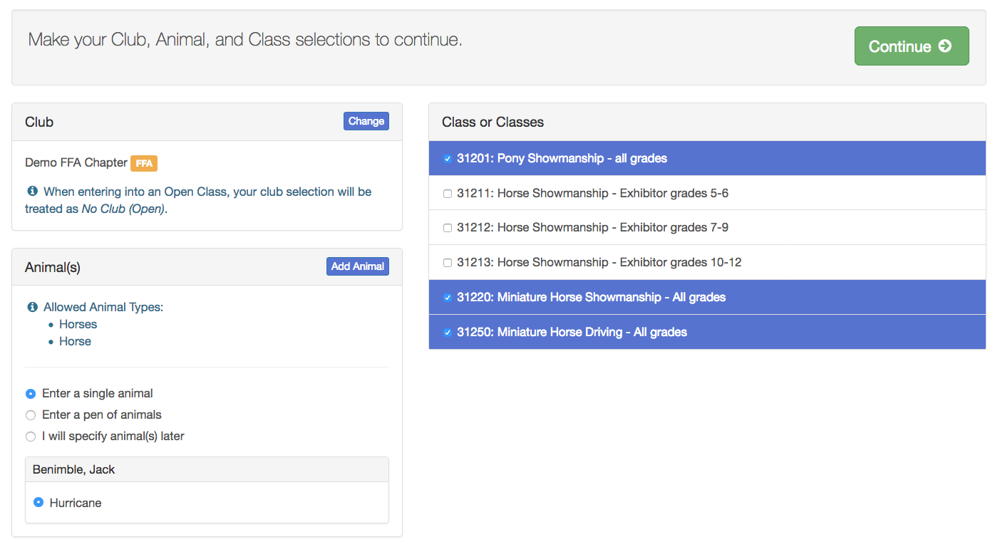 Make your Club, Animal, and Class selections to continue.
Continue
Club
Change
Demo FFA Chapter FFA
When entering into an Open Class, your club selection will be
treated as No Club (Open).
Animal(s)
Add Animal
Allowed Animal Types:
Horses
Horse
Enter a single animal
Enter a pen of animals
I will specify animal(s) later
Benimble, Jack
Hurricane
Class or Classes
31201: Pony Showmanship - all grades
31211: Horse Showmanship - Exhibitor grades 5-6
31212: Horse Showmanship - Exhibitor grades 7-9
31213: Horse Showmanship - Exhibitor grades 10-12
31220: Miniature Horse Showmanship - All grades
31250: Miniature Horse Driving - All grades